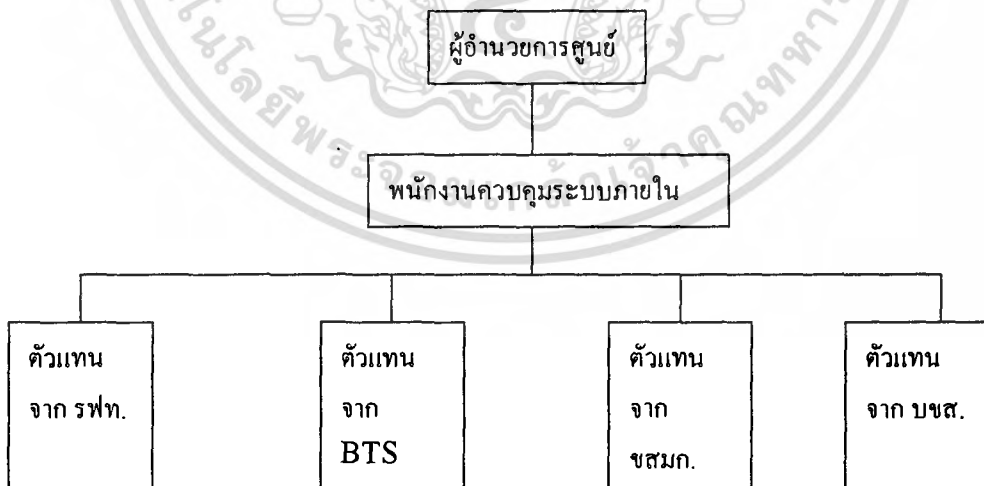 ผู้อำนวยการศูนย์
พนักงานควบคุมระบบภายใน
ตัวแทน
จาก รฟท.
ตัวแทน
จาก
BTS
ตัวแทน
จาก
ขสมก.
ตัวแทน
จาก บขส.